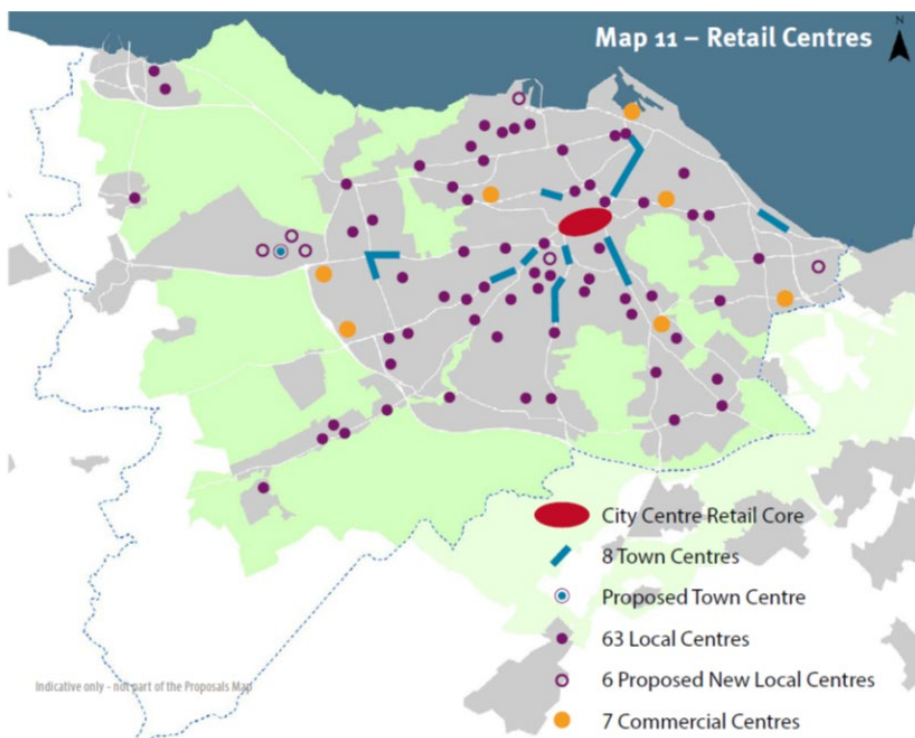 Map 11 – Retail Centres
N
City Centre Retail Core
8 Town Centres
Proposed Town Centre
63 Local Centres
6 Proposed New Local Centres
7 Commercial Centres
Indicative only - not part of the Proposals Map